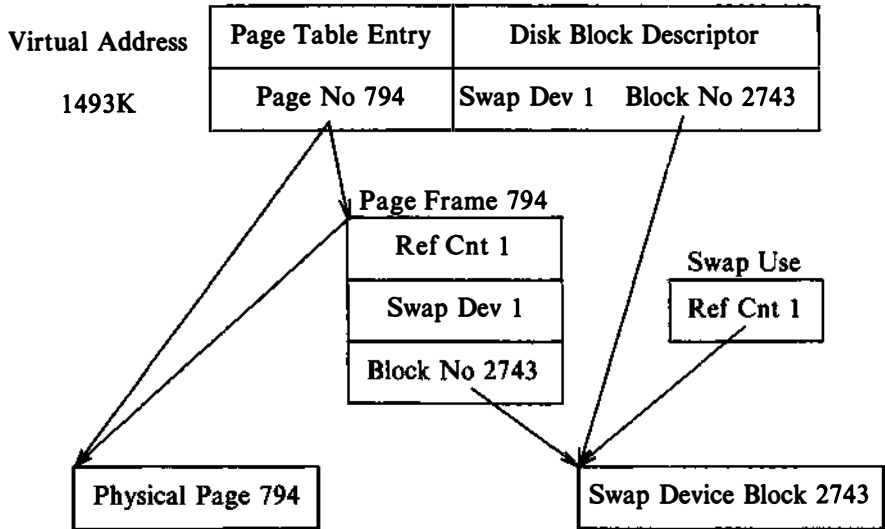 Virtual Address
Page Table Entry
Disk Block Descriptor
1493K
Page No 794
Swap Dev 1
Block No 2743
Page Frame 794
Ref Cnt 1
Swap Dev 1
Block No 2743
Swap Use
Ref Cnt 1
Physical Page 794
Swap Device Block 2743